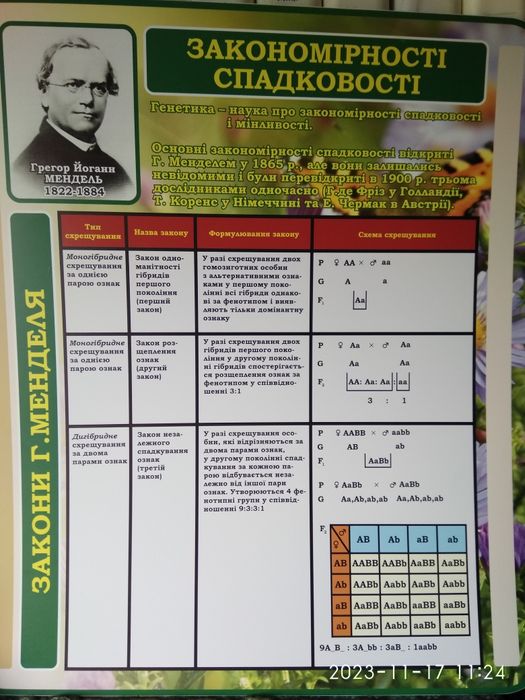 ЗАКОНОМІРНОСТІ
СПАДКОВОСТІ
Генетика – наука про закономірності спадковості
і мінливості.
Основні закономірності спадковості відкриті
Г. Менделем у 1865 р., але вони залишались
невідомими і були перевідкриті в 1900 р. трьома
дослідниками одночасно (Г.де Фріз у Голландії,
Т. Коренс у Німеччині та Е. Чермак в Австрії).
Грегор Йоганн
МЕНДЕЛЬ
1822-1884
ЗАКОНИ Г.МЕНДЕЛЯ
Тип
схрещування
Назва закону
Формулювання закону
Схема схрещування
Моногібридне
схрещування
за однією
парою ознак
Закон одно-
манітності
гібридів
першого
покоління
(перший
закон)
У разі схрещування двох
гомозиготних особин
з альтернативними озна-
ками у першому поко-
лінні всі гібриди однако-
ві за фенотипом і вияв-
ляють тільки домінантну
ознаку
P ♀ AA × ♂ aa
G A a
F₁ Aa
Моногібридне
схрещування
за однією
парою ознак
Закон роз-
щеплення
ознак
(другий
закон)
У разі схрещування двох
гібридів першого поко-
ління у другому поколін-
ні гібридів спостерігаєть-
ся розщеплення ознак за
фенотипом у співвідно-
шенні 3:1
P ♀ Aa × ♂ Aa
G Aa Aa
F₂ AA: Aa: Aa : aa
3 : 1
Дигібридне
схрещування
за двома
парами ознак
Закон неза-
лежного
спадкування
ознак
(третій
закон)
У разі схрещування осо-
бин, які відрізняються за
двома парами ознак,
у другому поколінні спад-
кування за кожною па-
рою відбувається неза-
лежно від іншої пари
ознак. Утворюються 4 фе-
нотипні групи у співвід-
ношенні 9:3:3:1
P ♀ AABB × ♂ aabb
G AB ab
F₁ AaBb
P ♀ AaBb × ♂ AaBb
G Aa,Ab,ab,ab Aa,Ab,ab,ab
F₂ ♂ ♀ AB Ab aB ab
AB AABB AABb AaBB AaBb
Ab AABb Aabb AaBb Aabb
aB AaBB AaBb aaBB aaBb
ab AaBb Aabb aaBb aabb
9A_B_ : 3A_bb : 3aB_ : 1aabb
2023-11-17 11:24